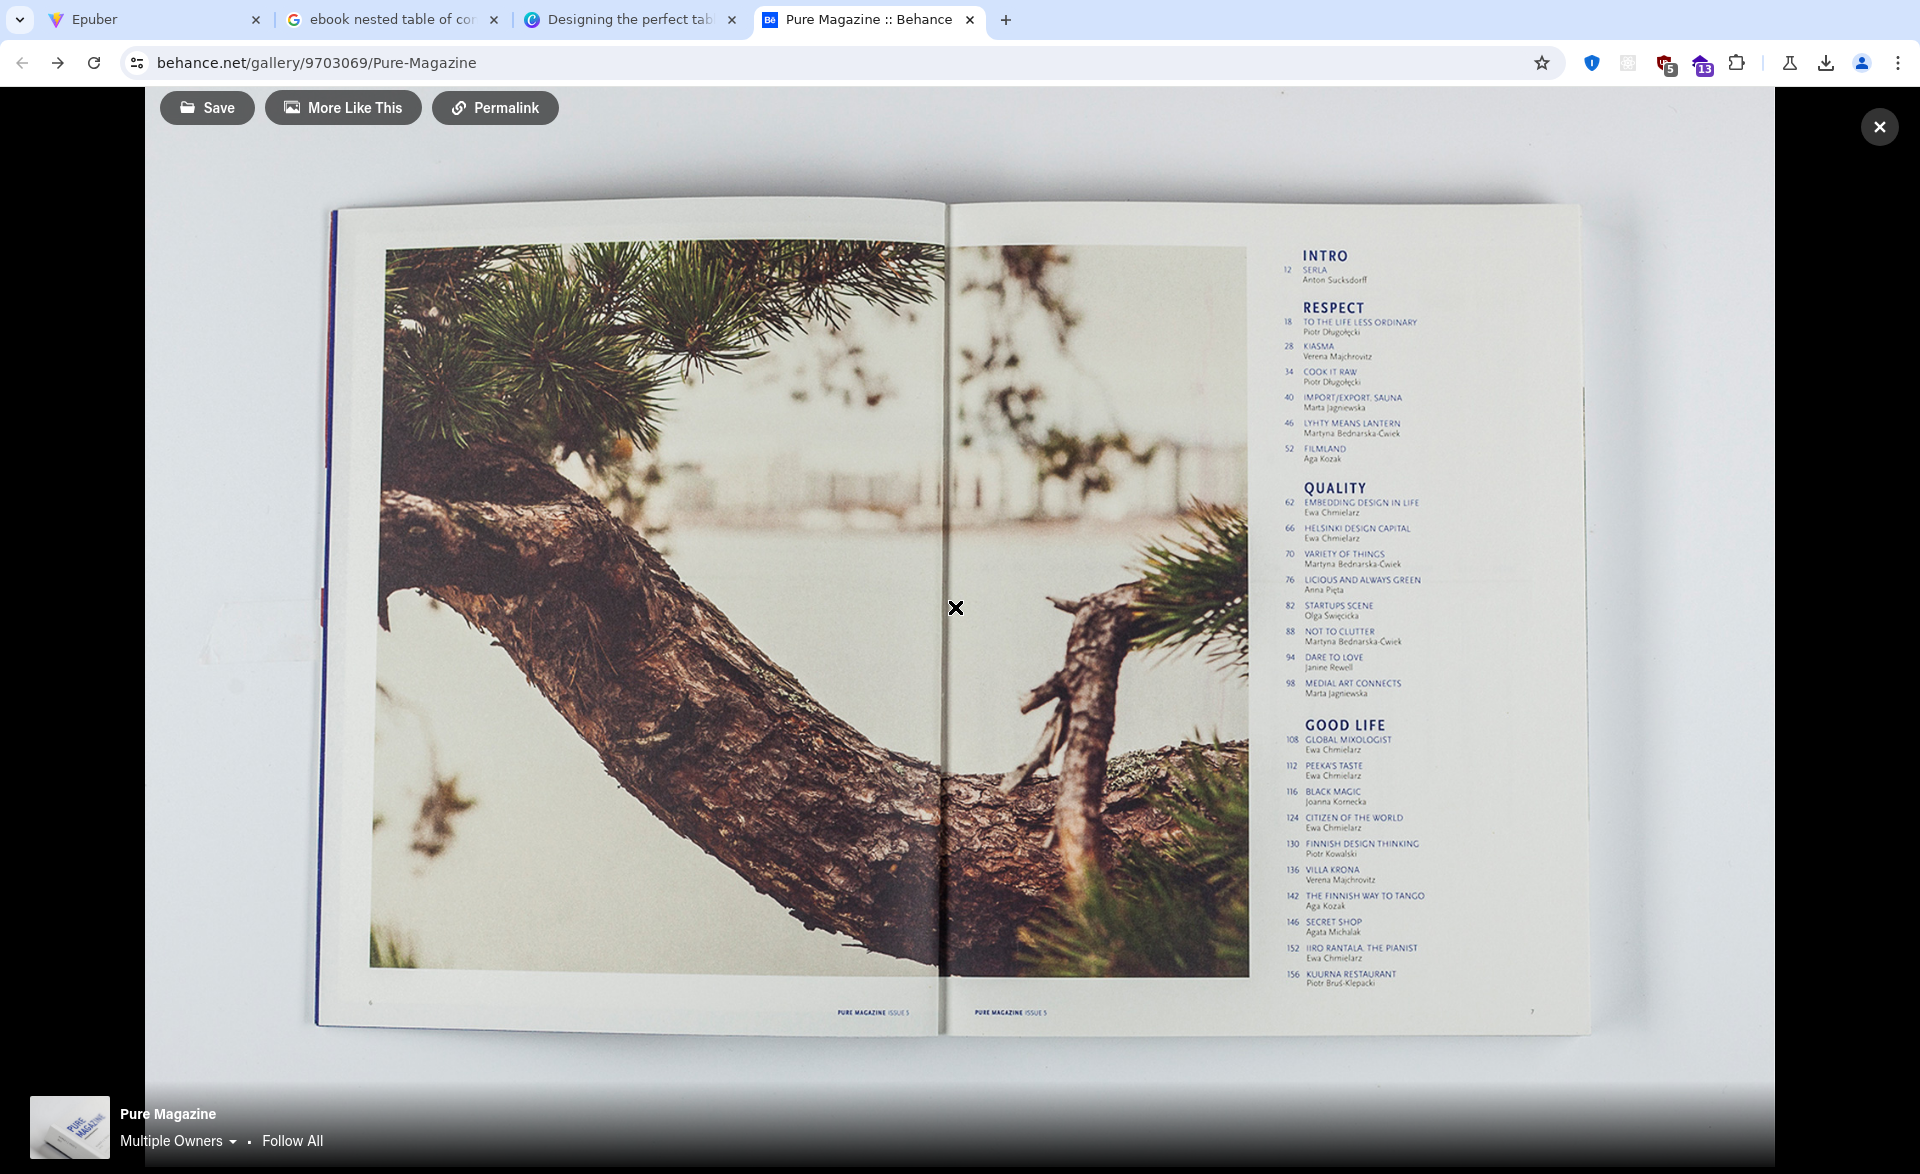 Epuber
ebook nested table of cor
Designing the perfect tab
Bē
Pure Magazine :: Behance
behance.net/gallery/9703069/Pure-Magazine
5
13
Save
More Like This
Permalink
INTRO
12 SERLA
Anton Sucksdorff
RESPECT
18 TO THE LIFE LESS ORDINARY
Piotr Długołęcki
28 KIASMA
Verena Majchrovitz
34 COOK IT RAW
Piotr Długołęcki
40 IMPORT/EXPORT. SAUNA
Marta Jagniewska
46 LYHTY MEANS LANTERN
Martyna Bednarska-Ćwiek
52 FILMLAND
Aga Kozak
QUALITY
62 EMBEDDING DESIGN IN LIFE
Ewa Chmielarz
66 HELSINKI DESIGN CAPITAL
Ewa Chmielarz
70 VARIETY OF THINGS
Martyna Bednarska-Ćwiek
76 LICIOUS AND ALWAYS GREEN
Anna Pięta
82 STARTUPS SCENE
Olga Święcicka
88 NOT TO CLUTTER
Martyna Bednarska-Ćwiek
94 DARE TO LOVE
Janine Rewell
98 MEDIAL ART CONNECTS
Marta Jagniewska
GOOD LIFE
108 GLOBAL MIXOLOGIST
Ewa Chmielarz
112 PEEKA'S TASTE
Ewa Chmielarz
116 BLACK MAGIC
Joanna Kornecka
124 CITIZEN OF THE WORLD
Ewa Chmielarz
130 FINNISH DESIGN THINKING
Piotr Kowalski
136 VILLA KRONA
Verena Majchrovitz
142 THE FINNISH WAY TO TANGO
Aga Kozak
146 SECRET SHOP
Agata Michalak
152 IIRO RANTALA. THE PIANIST
Ewa Chmielarz
156 KUURNA RESTAURANT
Piotr Bruś-Klepacki
6
PURE MAGAZINE ISSUE 5
PURE MAGAZINE ISSUE 5
7
PURE
MAGAZINE
Pure Magazine
Multiple Owners
Follow All